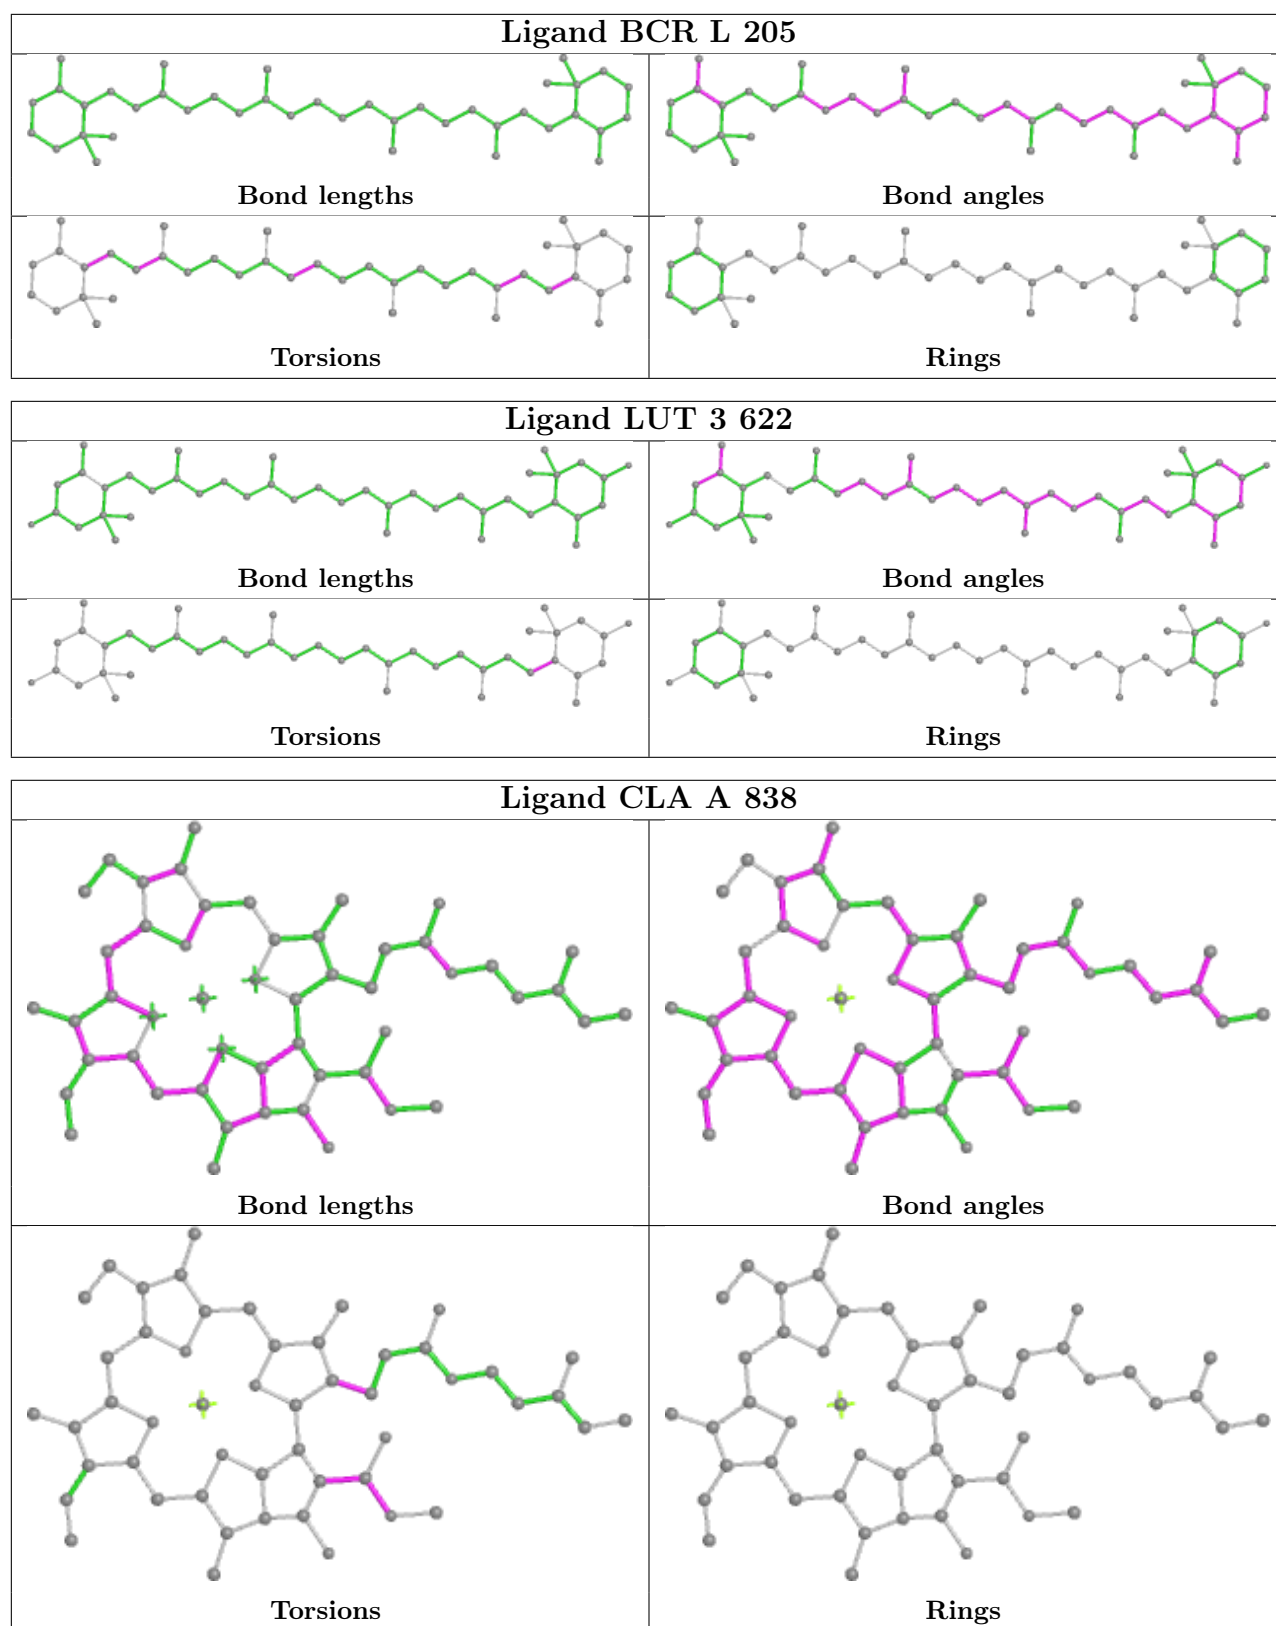 Ligand BCR L 205
Bond lengths
Bond angles
Torsions
Rings
Ligand LUT 3 622
Bond lengths
Bond angles
Torsions
Rings
Ligand CLA A 838
Bond lengths
Bond angles
Torsions
Rings